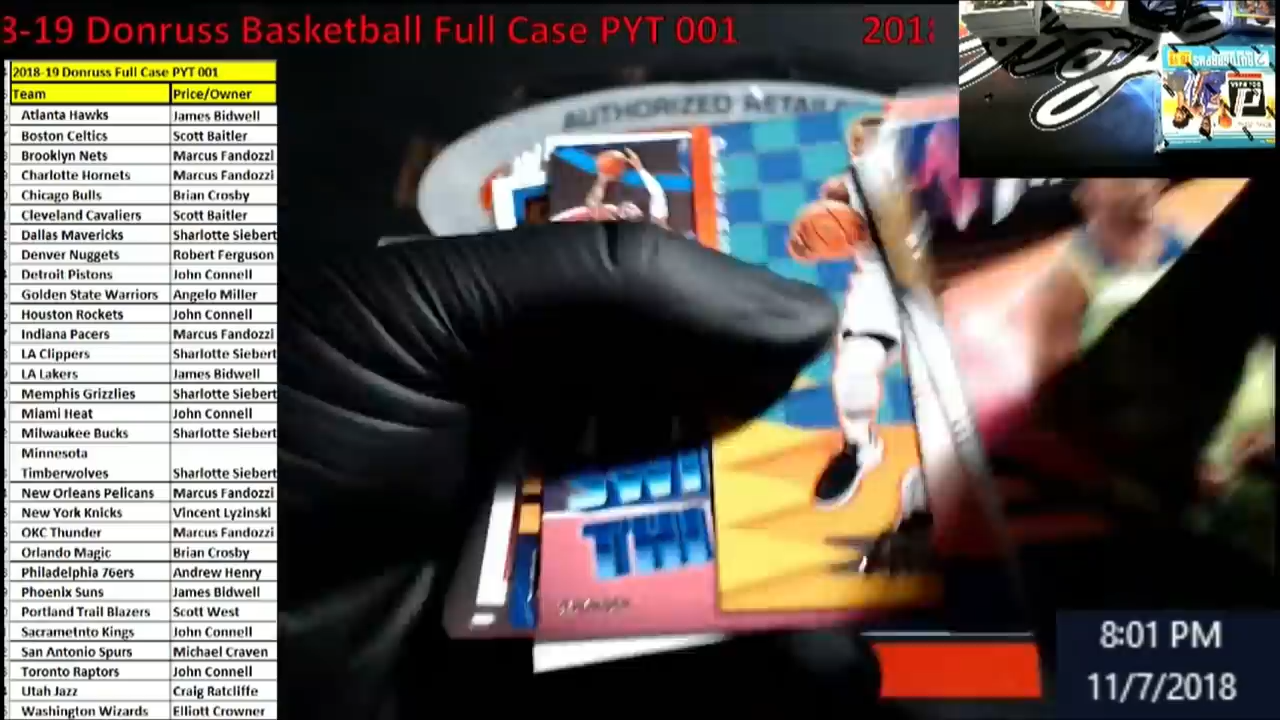 3-19 Donruss Basketball Full Case PYT 001
2018-19 Donruss Full Case PYT 001
Team Price/Owner
Atlanta Hawks James Bidwell
Boston Celtics Scott Baitler
Brooklyn Nets Marcus Fandozzi
Charlotte Hornets Marcus Fandozzi
Chicago Bulls Brian Crosby
Cleveland Cavaliers Scott Baitler
Dallas Mavericks Sharlotte Siebert
Denver Nuggets Robert Ferguson
Detroit Pistons John Connell
Golden State Warriors Angelo Miller
Houston Rockets John Connell
Indiana Pacers Marcus Fandozzi
LA Clippers Sharlotte Siebert
LA Lakers James Bidwell
Memphis Grizzlies Sharlotte Siebert
Miami Heat John Connell
Milwaukee Bucks Sharlotte Siebert
Minnesota
Timberwolves Sharlotte Siebert
New Orleans Pelicans Marcus Fandozzi
New York Knicks Vincent Lyzinski
OKC Thunder Marcus Fandozzi
Orlando Magic Brian Crosby
Philadelphia 76ers Andrew Henry
Phoenix Suns James Bidwell
Portland Trail Blazers Scott West
Sacrametnto Kings John Connell
San Antonio Spurs Michael Craven
Toronto Raptors John Connell
Utah Jazz Craig Ratcliffe
Washington Wizards Elliott Crowner
AUTHORIZED RETAIL
8:01 PM
11/7/2018